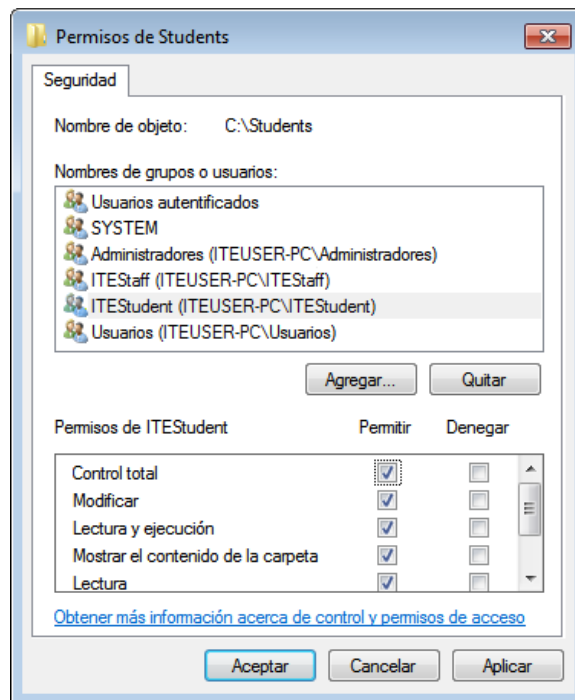 Permisos de Students
Seguridad
Nombre de objeto: C:\Students
Nombres de grupos o usuarios:
Usuarios autentificados
SYSTEM
Administradores (ITEUSER-PC\Administradores)
ITEStaff (ITEUSER-PC\ITEStaff)
ITEStudent (ITEUSER-PC\ITEStudent)
Usuarios (ITEUSER-PC\Usuarios)
Agregar... Quitar
Permisos de ITEStudent Permitir Denegar
Control total
Modificar
Lectura y ejecución
Mostrar el contenido de la carpeta
Lectura
Obtener más información acerca de control y permisos de acceso
Aceptar Cancelar Aplicar